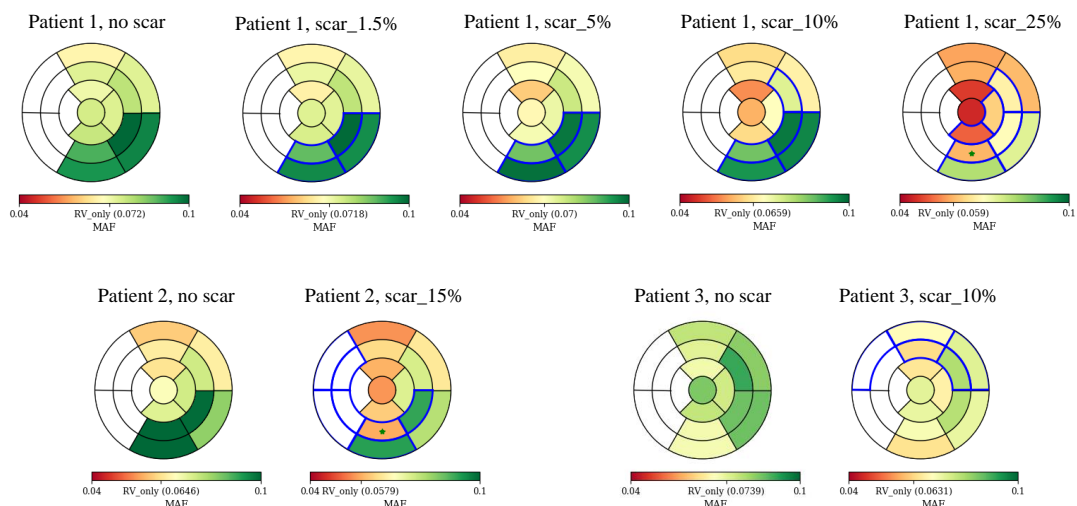 Patient 1, no scar
Patient 1, scar_1.5%
Patient 1, scar_5%
Patient 1, scar_10%
Patient 1, scar_25%
0.04 RV_only (0.072) 0.1
MAF
0.04 RV_only (0.0718) 0.1
MAF
0.04 RV_only (0.07) 0.1
MAF
0.04 RV_only (0.0659) 0.1
MAF
0.04 RV_only (0.059) 0.1
MAF
Patient 2, no scar
Patient 2, scar_15%
Patient 3, no scar
Patient 3, scar_10%
0.04 RV_only (0.0646) 0.1
MAF
0.04 RV_only (0.0579) 0.1
MAF
0.04 RV_only (0.0739) 0.1
MAF
0.04 RV_only (0.0631) 0.1
MAF